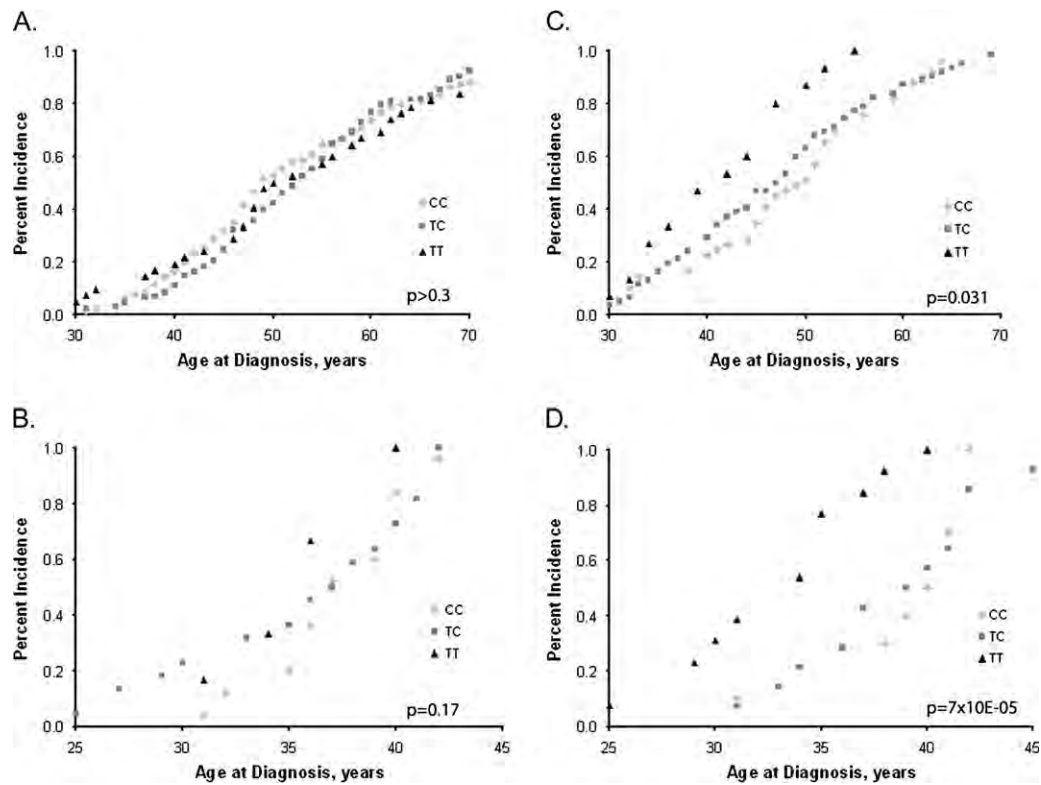 A.
1.0
0.8
0.6
0.4
0.2
0.0
Percent Incidence
CC
TC
TT
p>0.3
30 40 50 60 70
Age at Diagnosis, years
C.
1.0
0.8
0.6
0.4
0.2
0.0
Percent Incidence
CC
TC
TT
p=0.031
30 40 50 60 70
Age at Diagnosis, years
B.
1.0
0.8
0.6
0.4
0.2
0.0
Percent Incidence
CC
TC
TT
p=0.17
25 30 35 40 45
Age at Diagnosis, years
D.
1.0
0.8
0.6
0.4
0.2
0.0
Percent Incidence
CC
TC
TT
p=7x10E-05
25 30 35 40 45
Age at Diagnosis, years